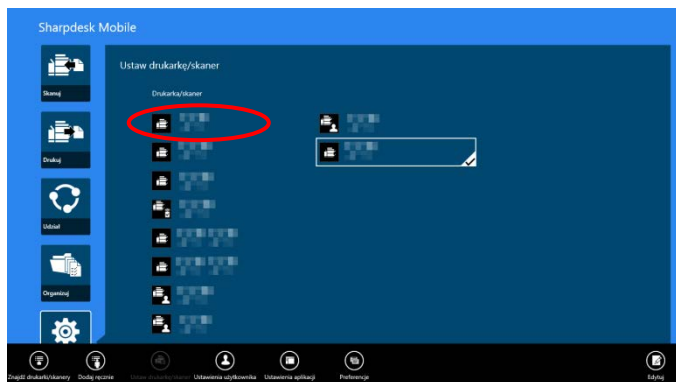 Sharpdesk Mobile
Skanuj
Drukuj
Udziel
Organizuj
Ustaw drukarkę/skaner
Drukarka/skaner
Znajdź drukarki/skanery
Dodaj ręcznie
Ustaw drukarkę/skaner
Ustawienia użytkownika
Ustawienia aplikacji
Preferencje
Edytuj